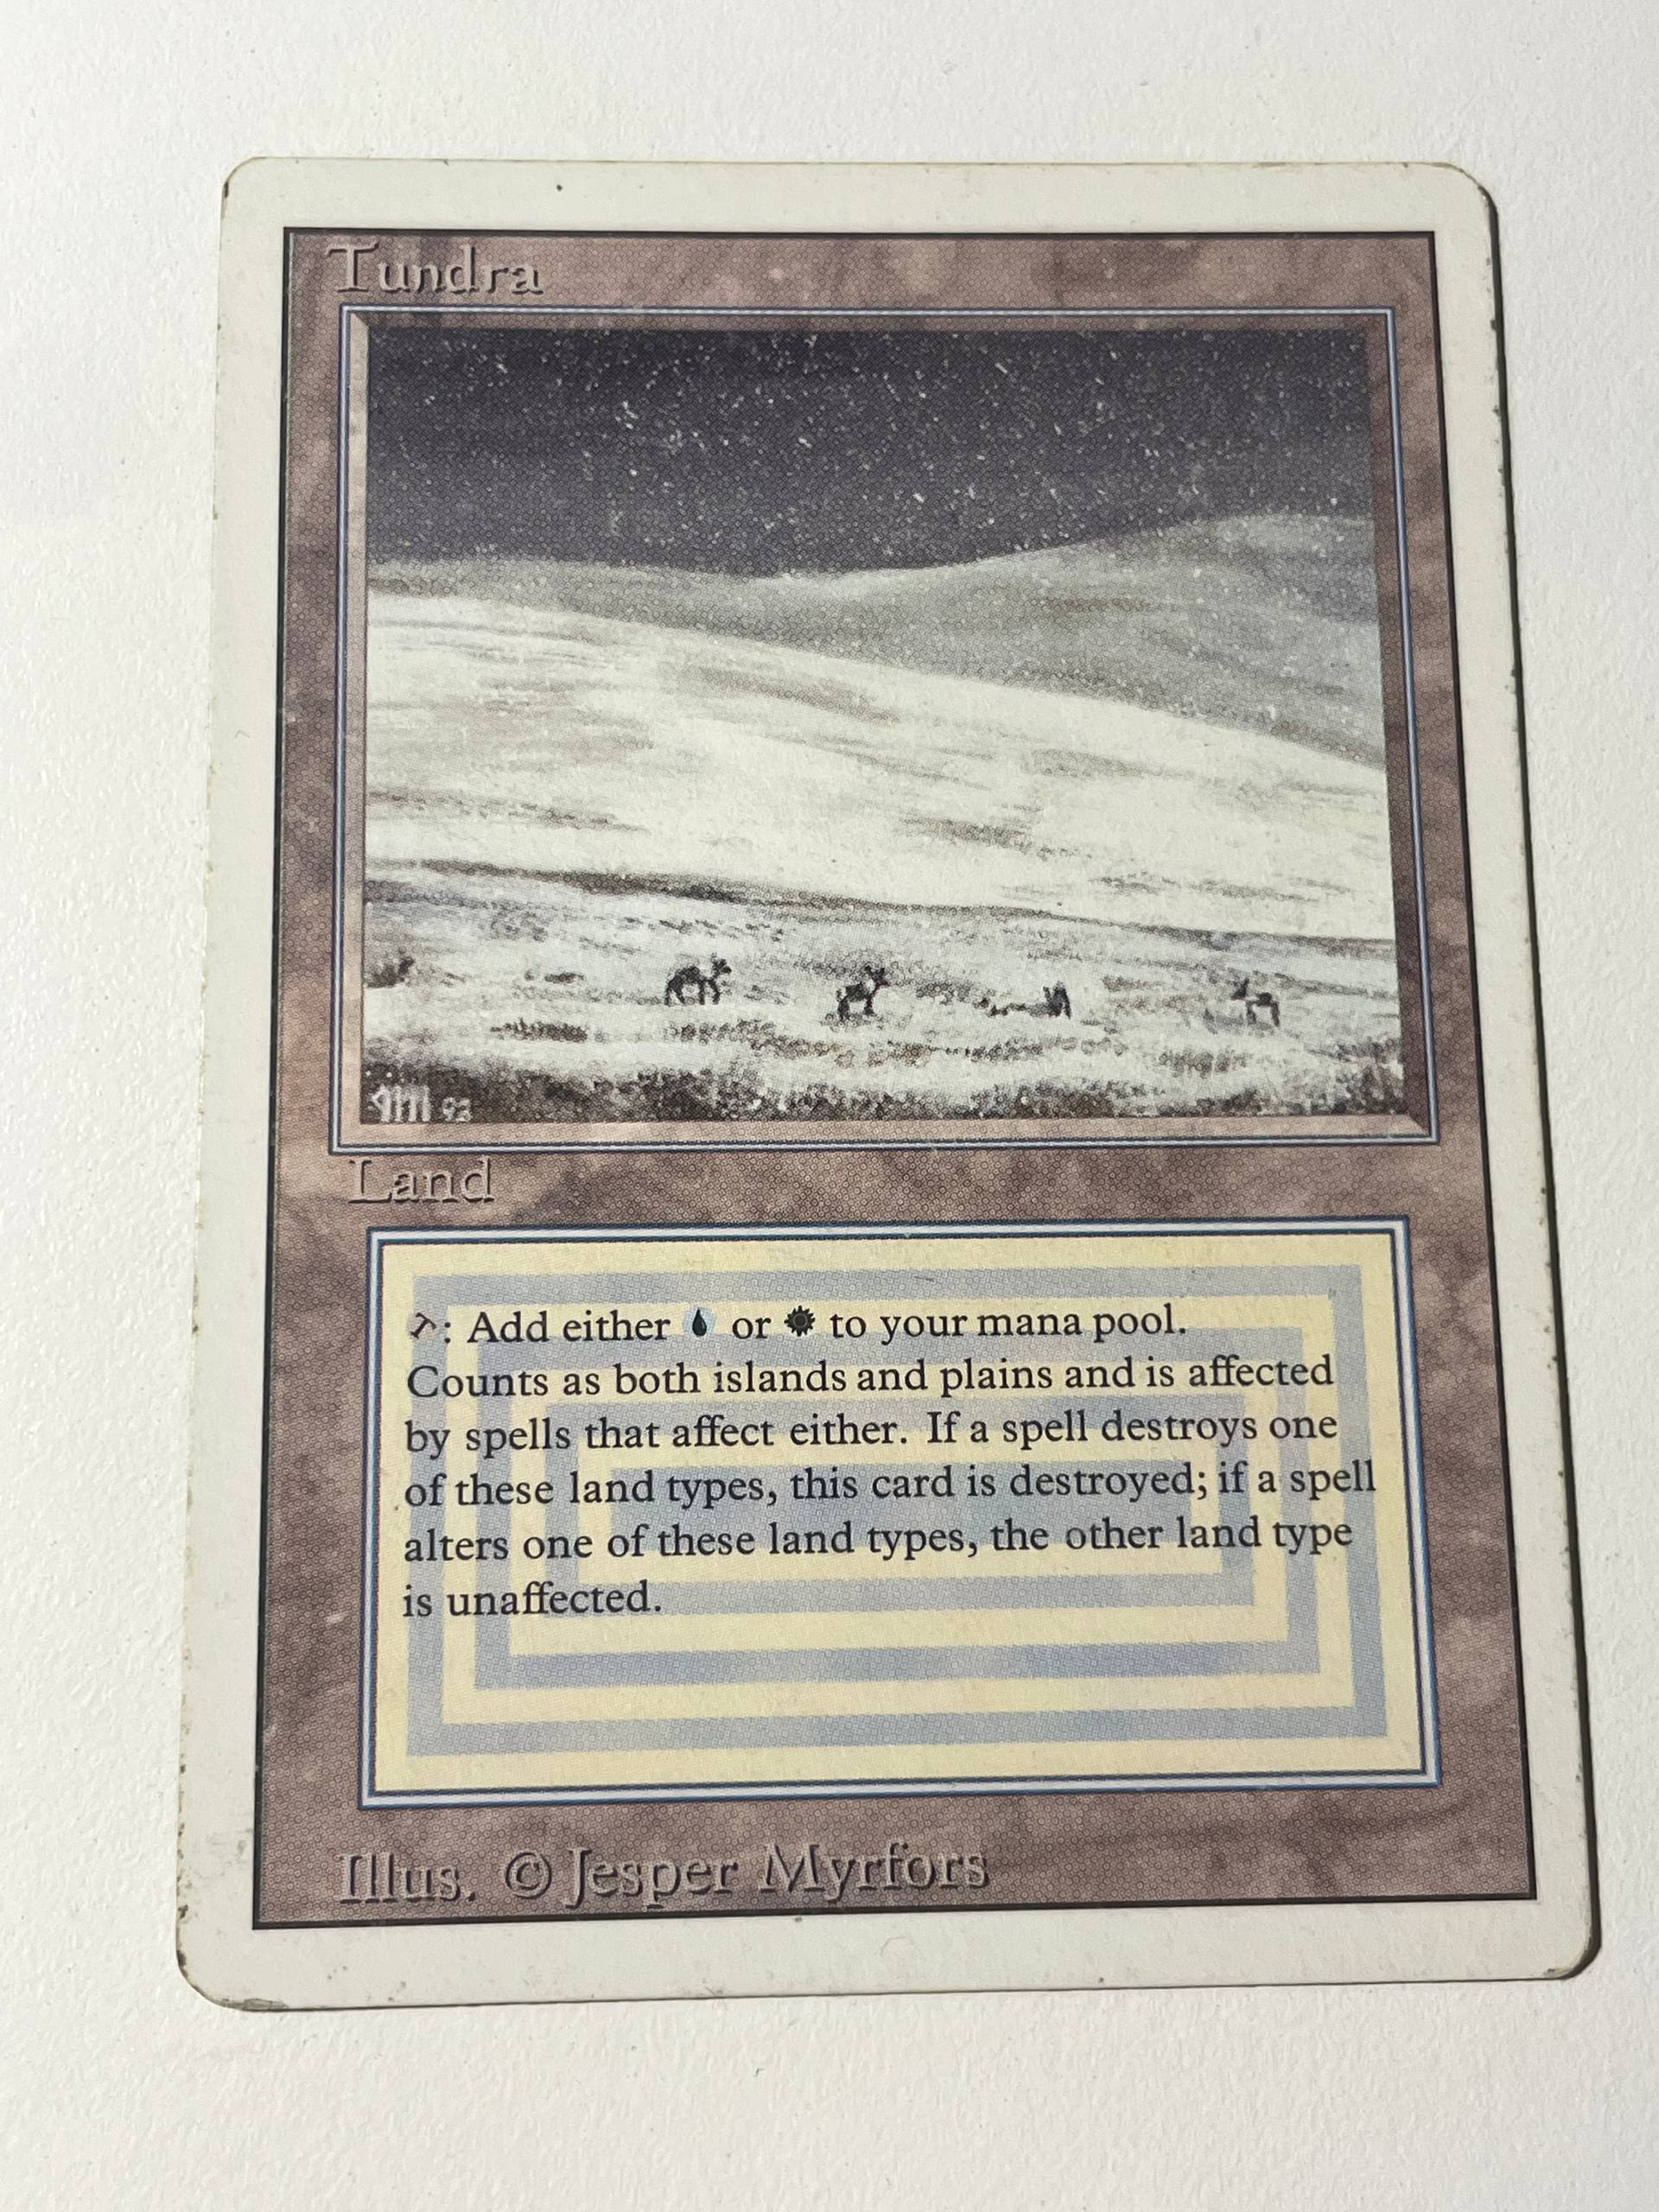 Tundra
JM 93
Land
T: Add either or to your mana pool.
Counts as both islands and plains and is affected
by spells that affect either. If a spell destroys one
of these land types, this card is destroyed; if a spell
alters one of these land types, the other land type
is unaffected.
Illus. © Jesper Myrfors